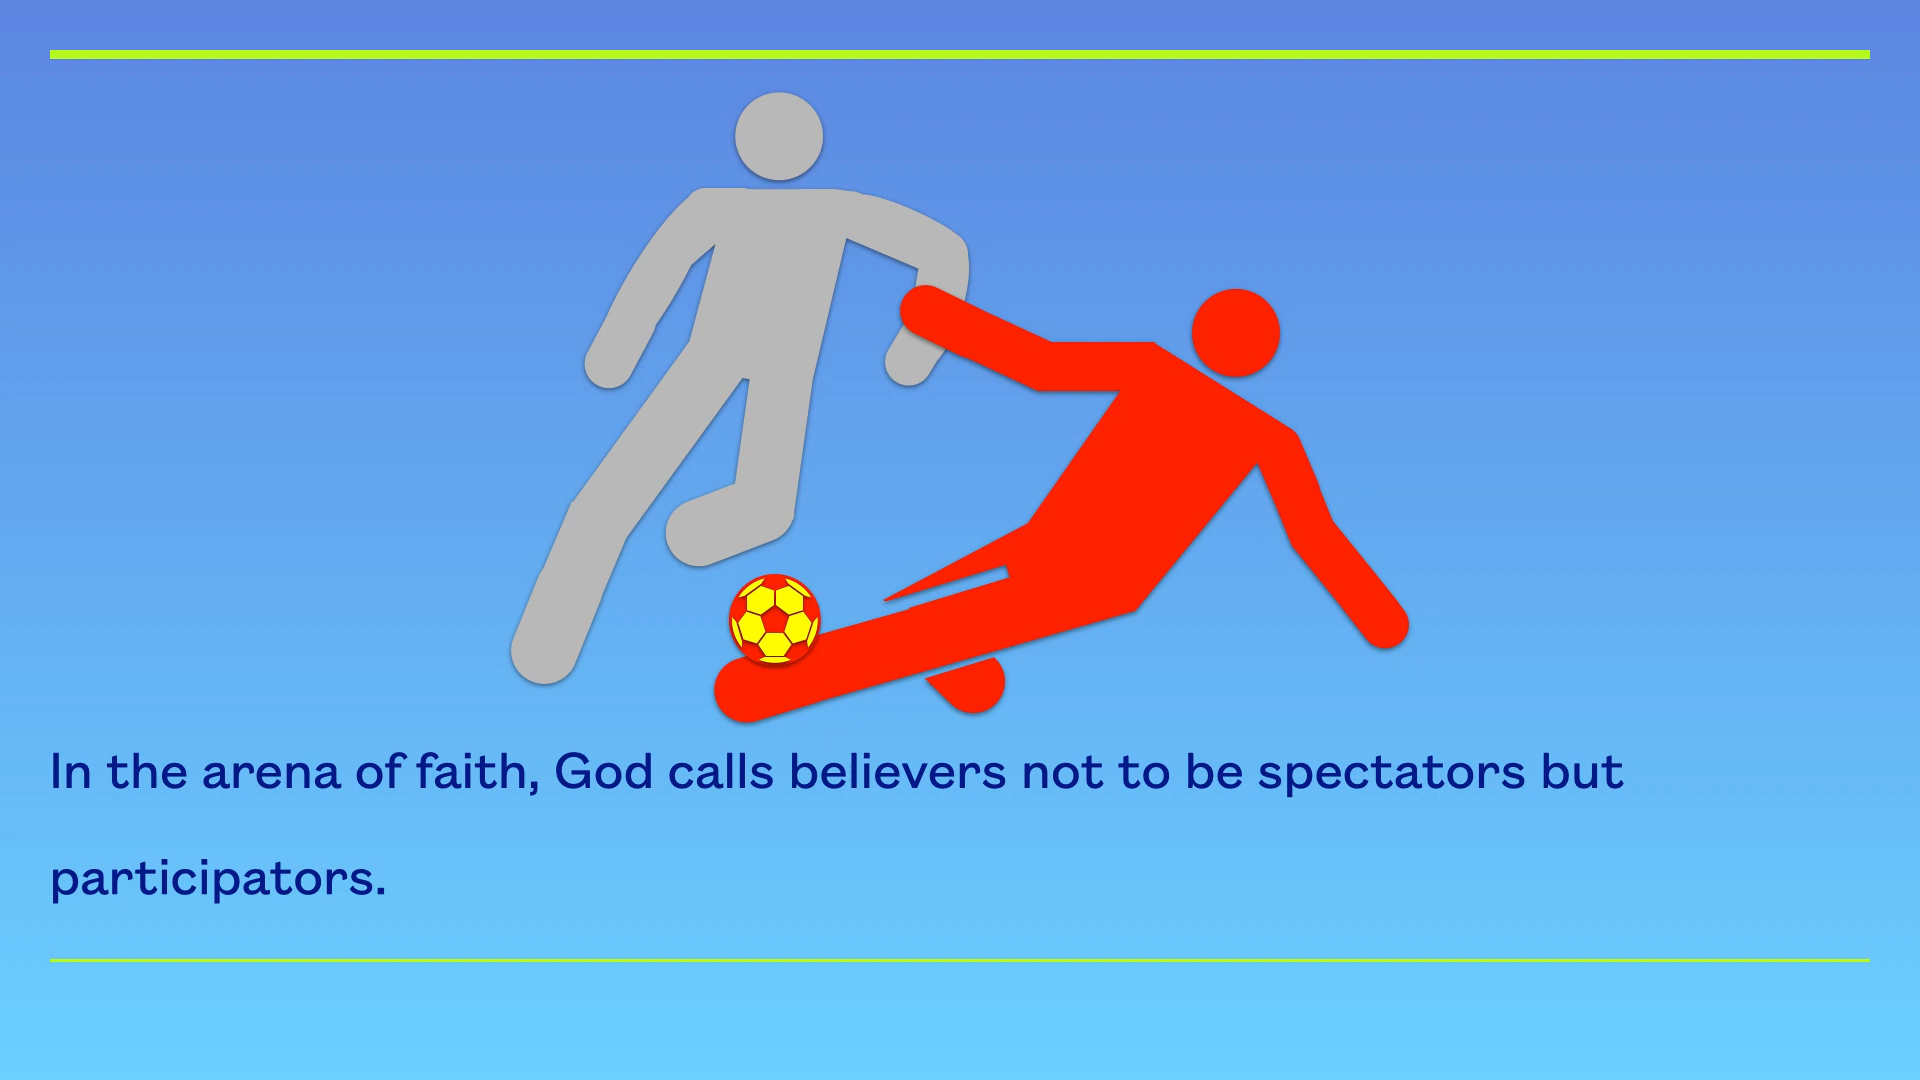 In the arena of faith, God calls believers not to be spectators but
participators.